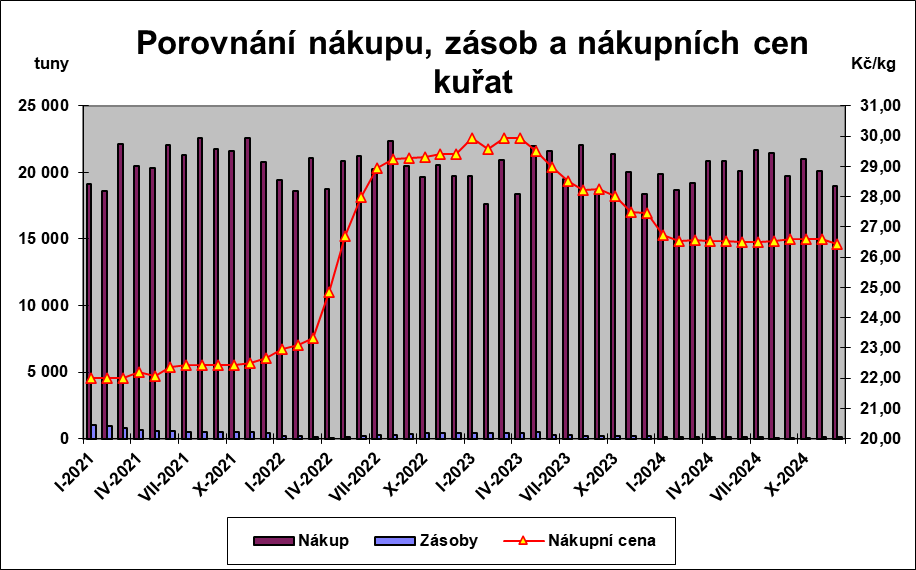 Porovnání nákupu, zásob a nákupních cen
kuřat
tuny
Kč/kg
25 000
20 000
15 000
10 000
5 000
0
31,00
30,00
29,00
28,00
27,00
26,00
25,00
24,00
23,00
22,00
21,00
20,00
I-2021
IV-2021
VII-2021
X-2021
I-2022
IV-2022
VII-2022
X-2022
I-2023
IV-2023
VII-2023
X-2023
I-2024
IV-2024
VII-2024
X-2024
Nákup Zásoby Nákupní cena